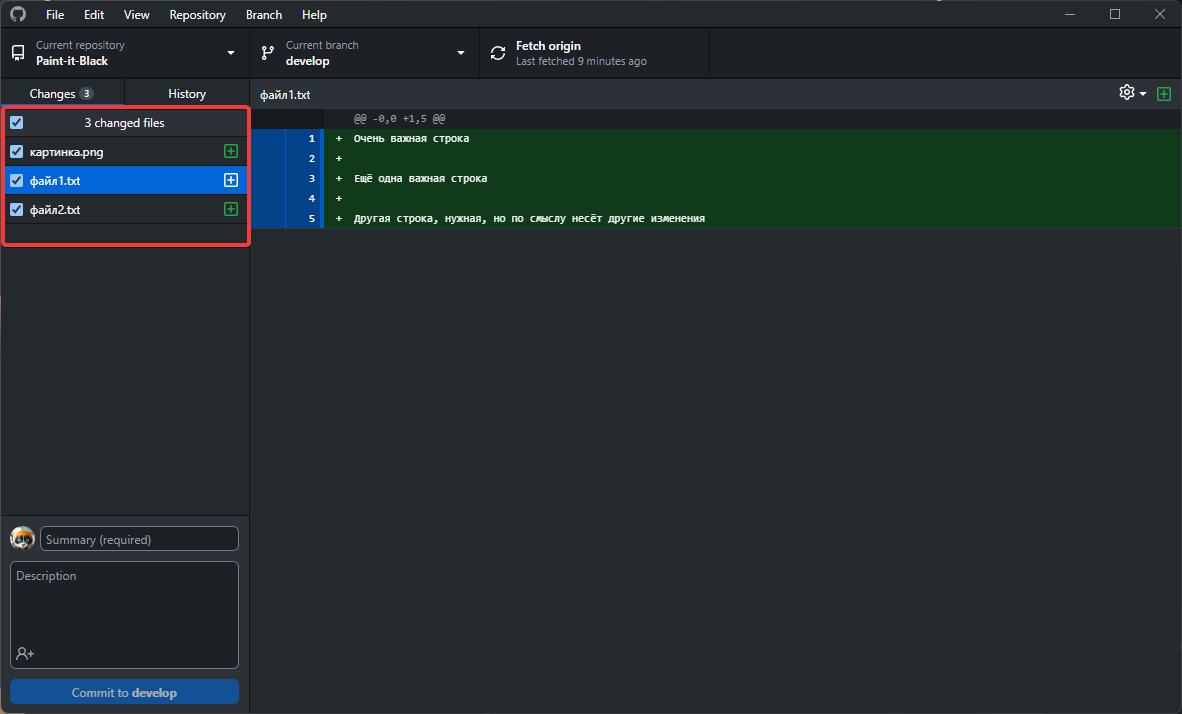 File Edit View Repository Branch Help
Current repository
Paint-it-Black
Current branch
develop
Fetch origin
Last fetched 9 minutes ago
Changes 3
History
файл1.txt
3 changed files
картинка.png
файл1.txt
файл2.txt
@@ -0,0 +1,5 @@
1 + Очень важная строка
2 +
3 + Ещё одна важная строка
4 +
5 + Другая строка, нужная, но по смыслу несёт другие изменения
Summary (required)
Description
Commit to develop